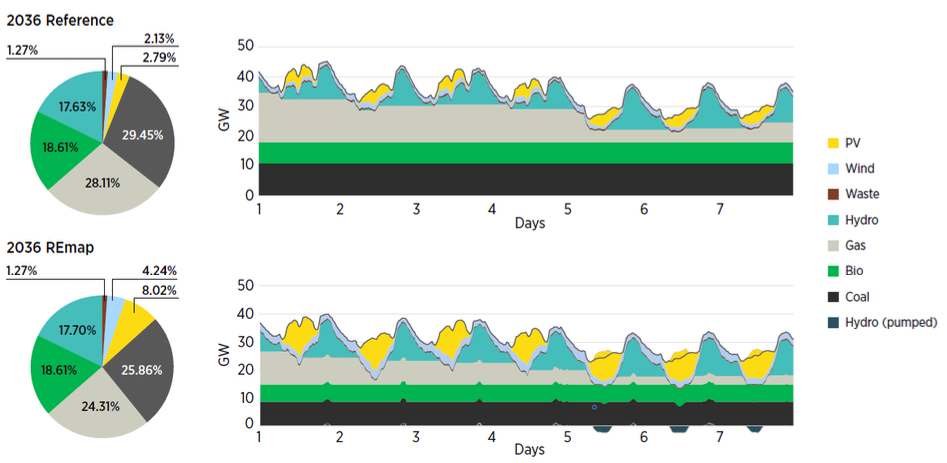 2036 Reference
1.27%
2.13%
2.79%
17.63%
29.45%
18.61%
28.11%
50
40
30
20
10
0
GW
1 2 3 4 5 6 7
Days
2036 REmap
1.27%
4.24%
8.02%
17.70%
25.86%
18.61%
24.31%
50
40
30
20
10
0
GW
1 2 3 4 5 6 7
Days
PV
Wind
Waste
Hydro
Gas
Bio
Coal
Hydro (pumped)